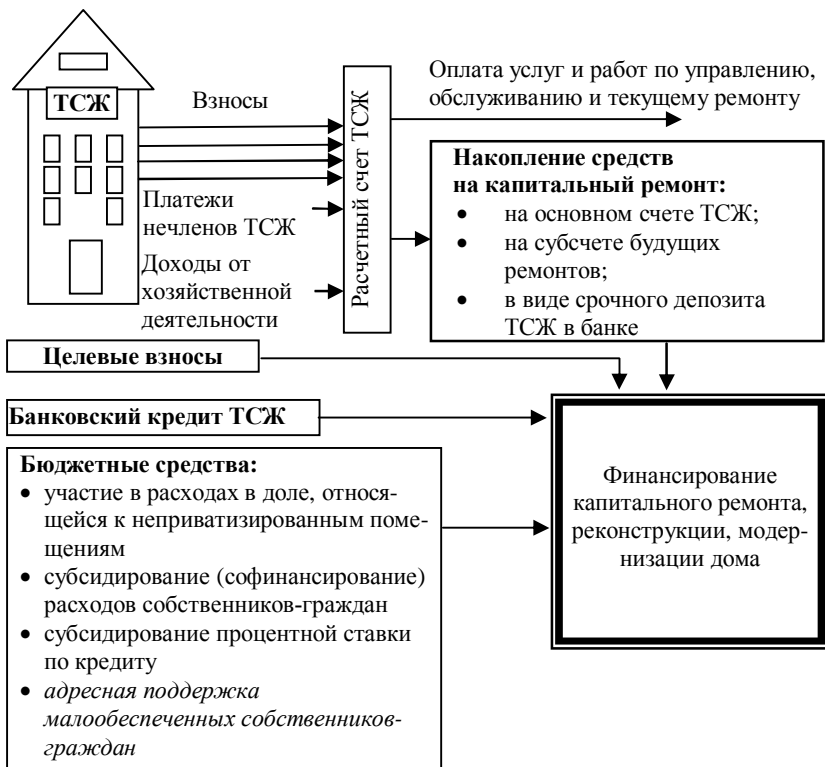 ТСЖ
Взносы
Платежи
нечленов ТСЖ
Доходы от
хозяйственной
деятельности
Расчетный счет ТСЖ
Оплата услуг и работ по управлению,
обслуживанию и текущему ремонту
Накопление средств
на капитальный ремонт:
• на основном счете ТСЖ;
• на субсчете будущих
ремонтов;
• в виде срочного депозита
ТСЖ в банке
Целевые взносы
Банковский кредит ТСЖ
Бюджетные средства:
• участие в расходах в доле, относя-
щейся к неприватизированным поме-
щениям
• субсидирование (софинансирование)
расходов собственников-граждан
• субсидирование процентной ставки
по кредиту
• адресная поддержка
малообеспеченных собственников-
граждан
Финансирование
капитального ремонта,
реконструкции, модер-
низации дома